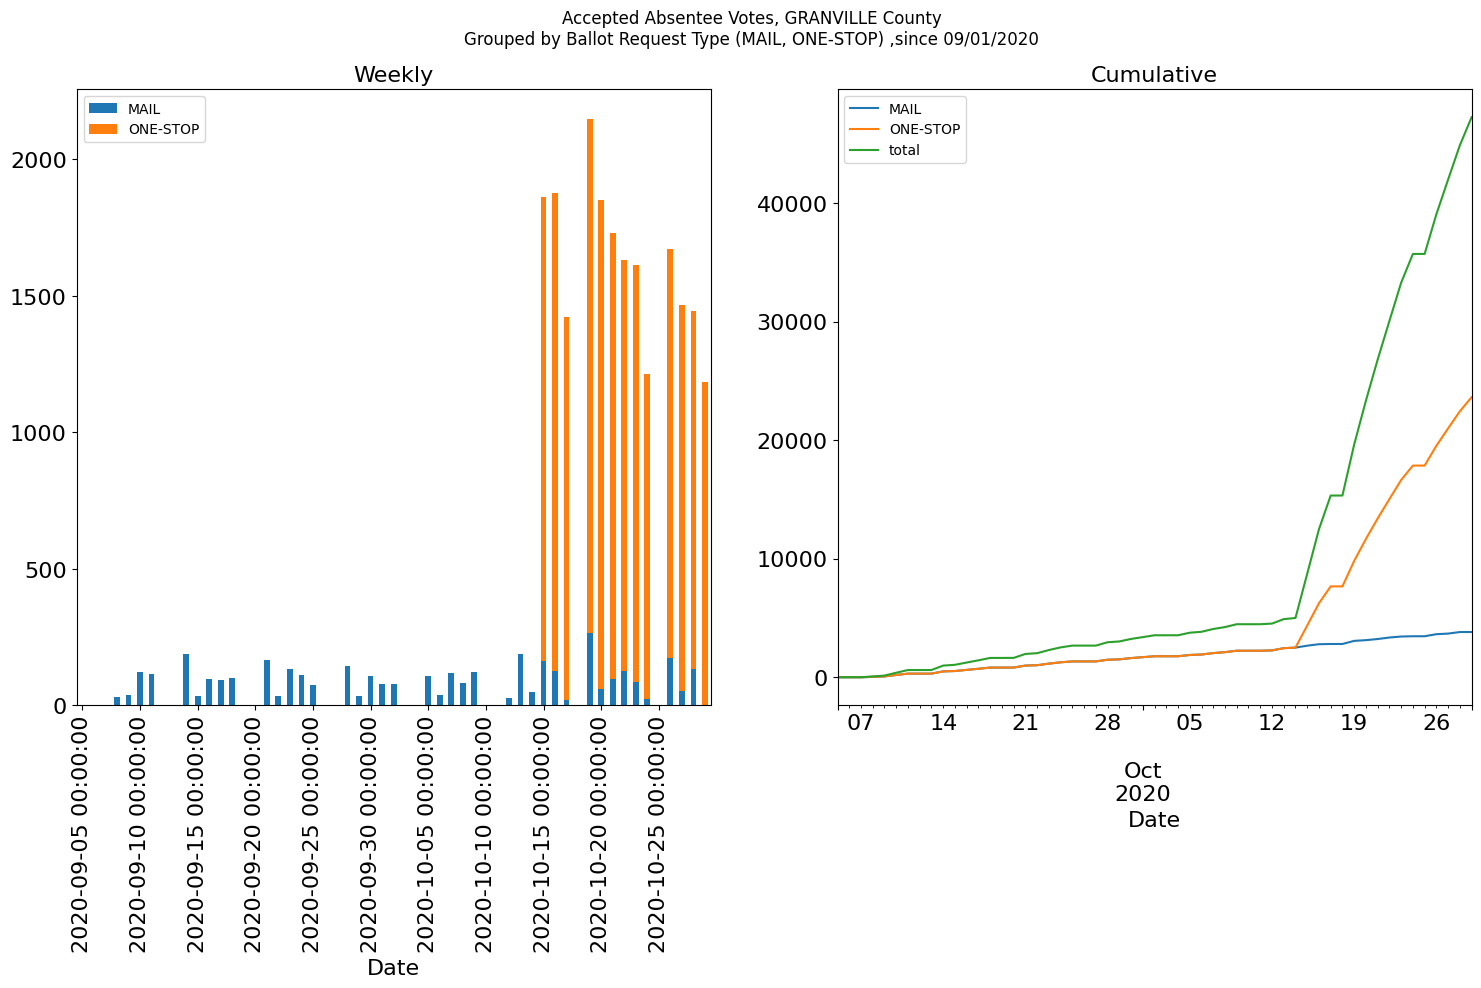 Accepted Absentee Votes, GRANVILLE County
Grouped by Ballot Request Type (MAIL, ONE-STOP) ,since 09/01/2020
Weekly
MAIL
ONE-STOP
2000
1500
1000
500
0
2020-09-05 00:00:00
2020-09-10 00:00:00
2020-09-15 00:00:00
2020-09-20 00:00:00
2020-09-25 00:00:00
2020-09-30 00:00:00
2020-10-05 00:00:00
2020-10-10 00:00:00
2020-10-15 00:00:00
2020-10-20 00:00:00
2020-10-25 00:00:00
Date
Cumulative
MAIL
ONE-STOP
total
40000
30000
20000
10000
0
07 14 21 28 05 12 19 26
Oct
2020
Date